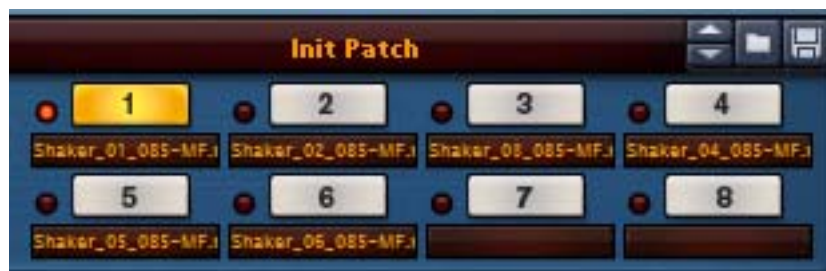 Init Patch
1 2 3 4
Shaker_01_085-MF.r Shaker_02_085-MF.r Shaker_03_085-MF.r Shaker_04_085-MF.r
5 6 7 8
Shaker_05_085-MF.r Shaker_06_085-MF.r